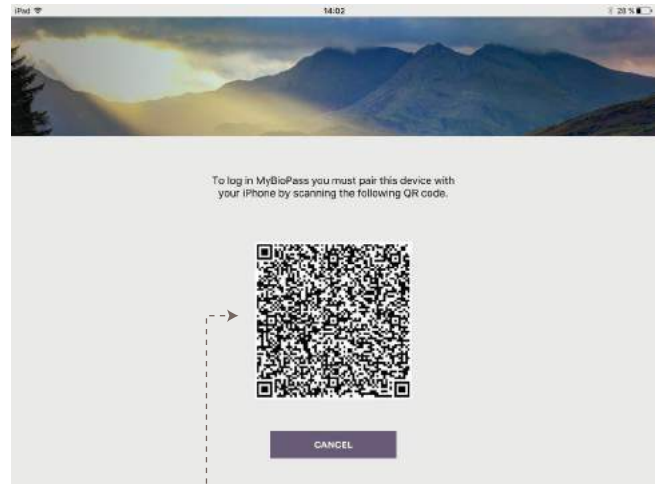 iPad
14:02
28 %
To log in MyBioPass you must pair this device with
your iPhone by scanning the following QR code.
CANCEL